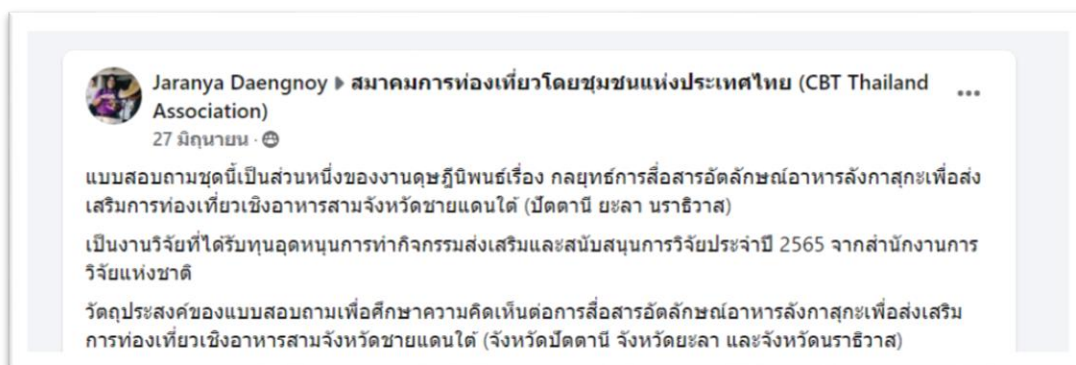 Jaranya Daengnoy ▶ สมาคมการท่องเที่ยวโดยชุมชนแห่งประเทศไทย (CBT Thailand
Association)
27 มิถุนายน ·
แบบสอบถามชุดนี้เป็นส่วนหนึ่งของงานดุษฎีนิพนธ์เรื่อง กลยุทธ์การสื่อสารอัตลักษณ์อาหารลังกาสุกะเพื่อส่ง
เสริมการท่องเที่ยวเชิงอาหารสามจังหวัดชายแดนใต้ (ปัตตานี ยะลา นราธิวาส)
เป็นงานวิจัยที่ได้รับทุนอุดหนุนการทำกิจกรรมส่งเสริมและสนับสนุนการวิจัยประจำปี 2565 จากสำนักงานการ
วิจัยแห่งชาติ
วัตถุประสงค์ของแบบสอบถามเพื่อศึกษาความคิดเห็นต่อการสื่อสารอัตลักษณ์อาหารลังกาสุกะเพื่อส่งเสริม
การท่องเที่ยวเชิงอาหารสามจังหวัดชายแดนใต้ (จังหวัดปัตตานี จังหวัดยะลา และจังหวัดนราธิวาส)